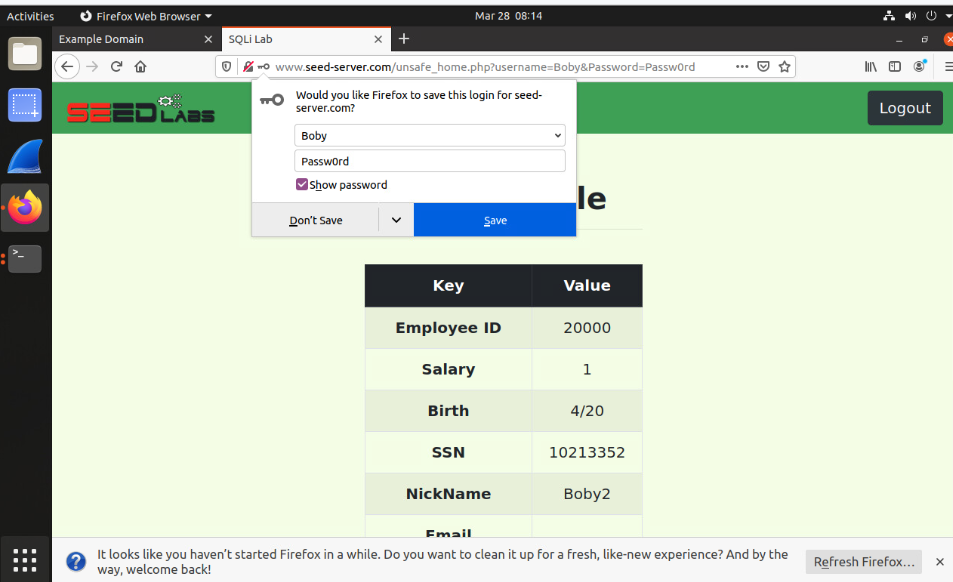 Activities
Firefox Web Browser
Mar 28 08:14
Example Domain
SQLi Lab
www.seed-server.com/unsafe_home.php?username=Boby&Password=Passw0rd
SEEDLABS
Logout
Would you like Firefox to save this login for seed-
server.com?
Boby
Passw0rd
Show password
Don't Save
Save
le
Key Value
Employee ID 20000
Salary 1
Birth 4/20
SSN 10213352
NickName Boby2
Email
It looks like you haven't started Firefox in a while. Do you want to clean it up for a fresh, like-new experience? And by the
way, welcome back!
Refresh Firefox...